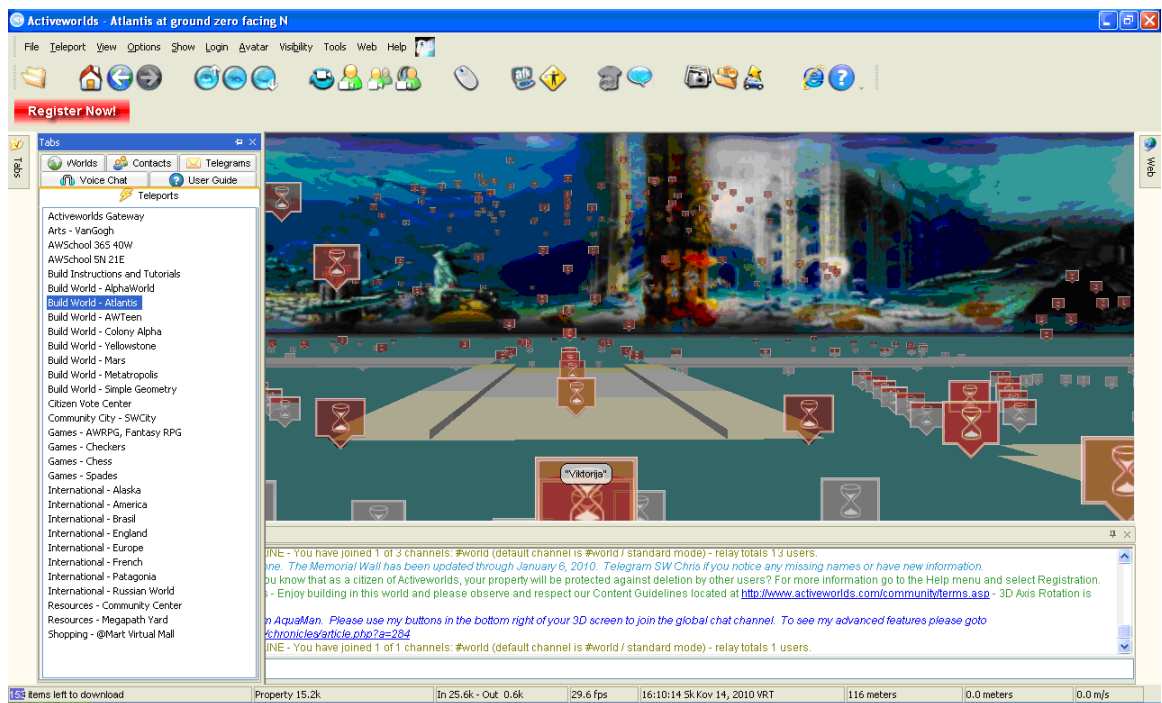 Activeworlds - Atlantis at ground zero facing N
File Teleport View Options Show Login Avatar Visibility Tools Web Help
Register Now!
Tabs
Tabs
Web
Worlds Contacts Telegrams
Voice Chat User Guide
Teleports
Activeworlds Gateway
Arts - VanGogh
AWSchool 365 40W
AWSchool 5N 21E
Build Instructions and Tutorials
Build World - AlphaWorld
Build World - Atlantis
Build World - AWTeen
Build World - Colony Alpha
Build World - Yellowstone
Build World - Mars
Build World - Metatropolis
Build World - Simple Geometry
Citizen Vote Center
Community City - SWCity
Games - AWRPG, Fantasy RPG
Games - Checkers
Games - Chess
Games - Spades
International - Alaska
International - America
International - Brasil
International - England
International - Europe
International - French
International - Patagonia
International - Russian World
Resources - Community Center
Resources - Megapath Yard
Shopping - @Mart Virtual Mall
"Viktorija"
INE - You have joined 1 of 3 channels: #world (default channel is #world / standard mode) - relay totals 13 users.
one. The Memorial Wall has been updated through January 6, 2010. Telegram SW Chris if you notice any missing names or have new information.
ou know that as a citizen of Activeworlds, your property will be protected against deletion by other users? For more information go to the Help menu and select Registration.
s - Enjoy building in this world and please observe and respect our Content Guidelines located at http://www.activeworlds.com/community/terms.asp - 3D Axis Rotation is
m AquaMan. Please use my buttons in the bottom right of your 3D screen to join the global chat channel. To see my advanced features please goto
/chronicles/article.php?a=284
INE - You have joined 1 of 1 channels: #world (default channel is #world / standard mode) - relay totals 1 users.
items left to download Property 15.2k In 25.6k - Out 0.6k 29.6 fps 16:10:14 Sk Kov 14, 2010 VRT 116 meters 0.0 meters 0.0 m/s